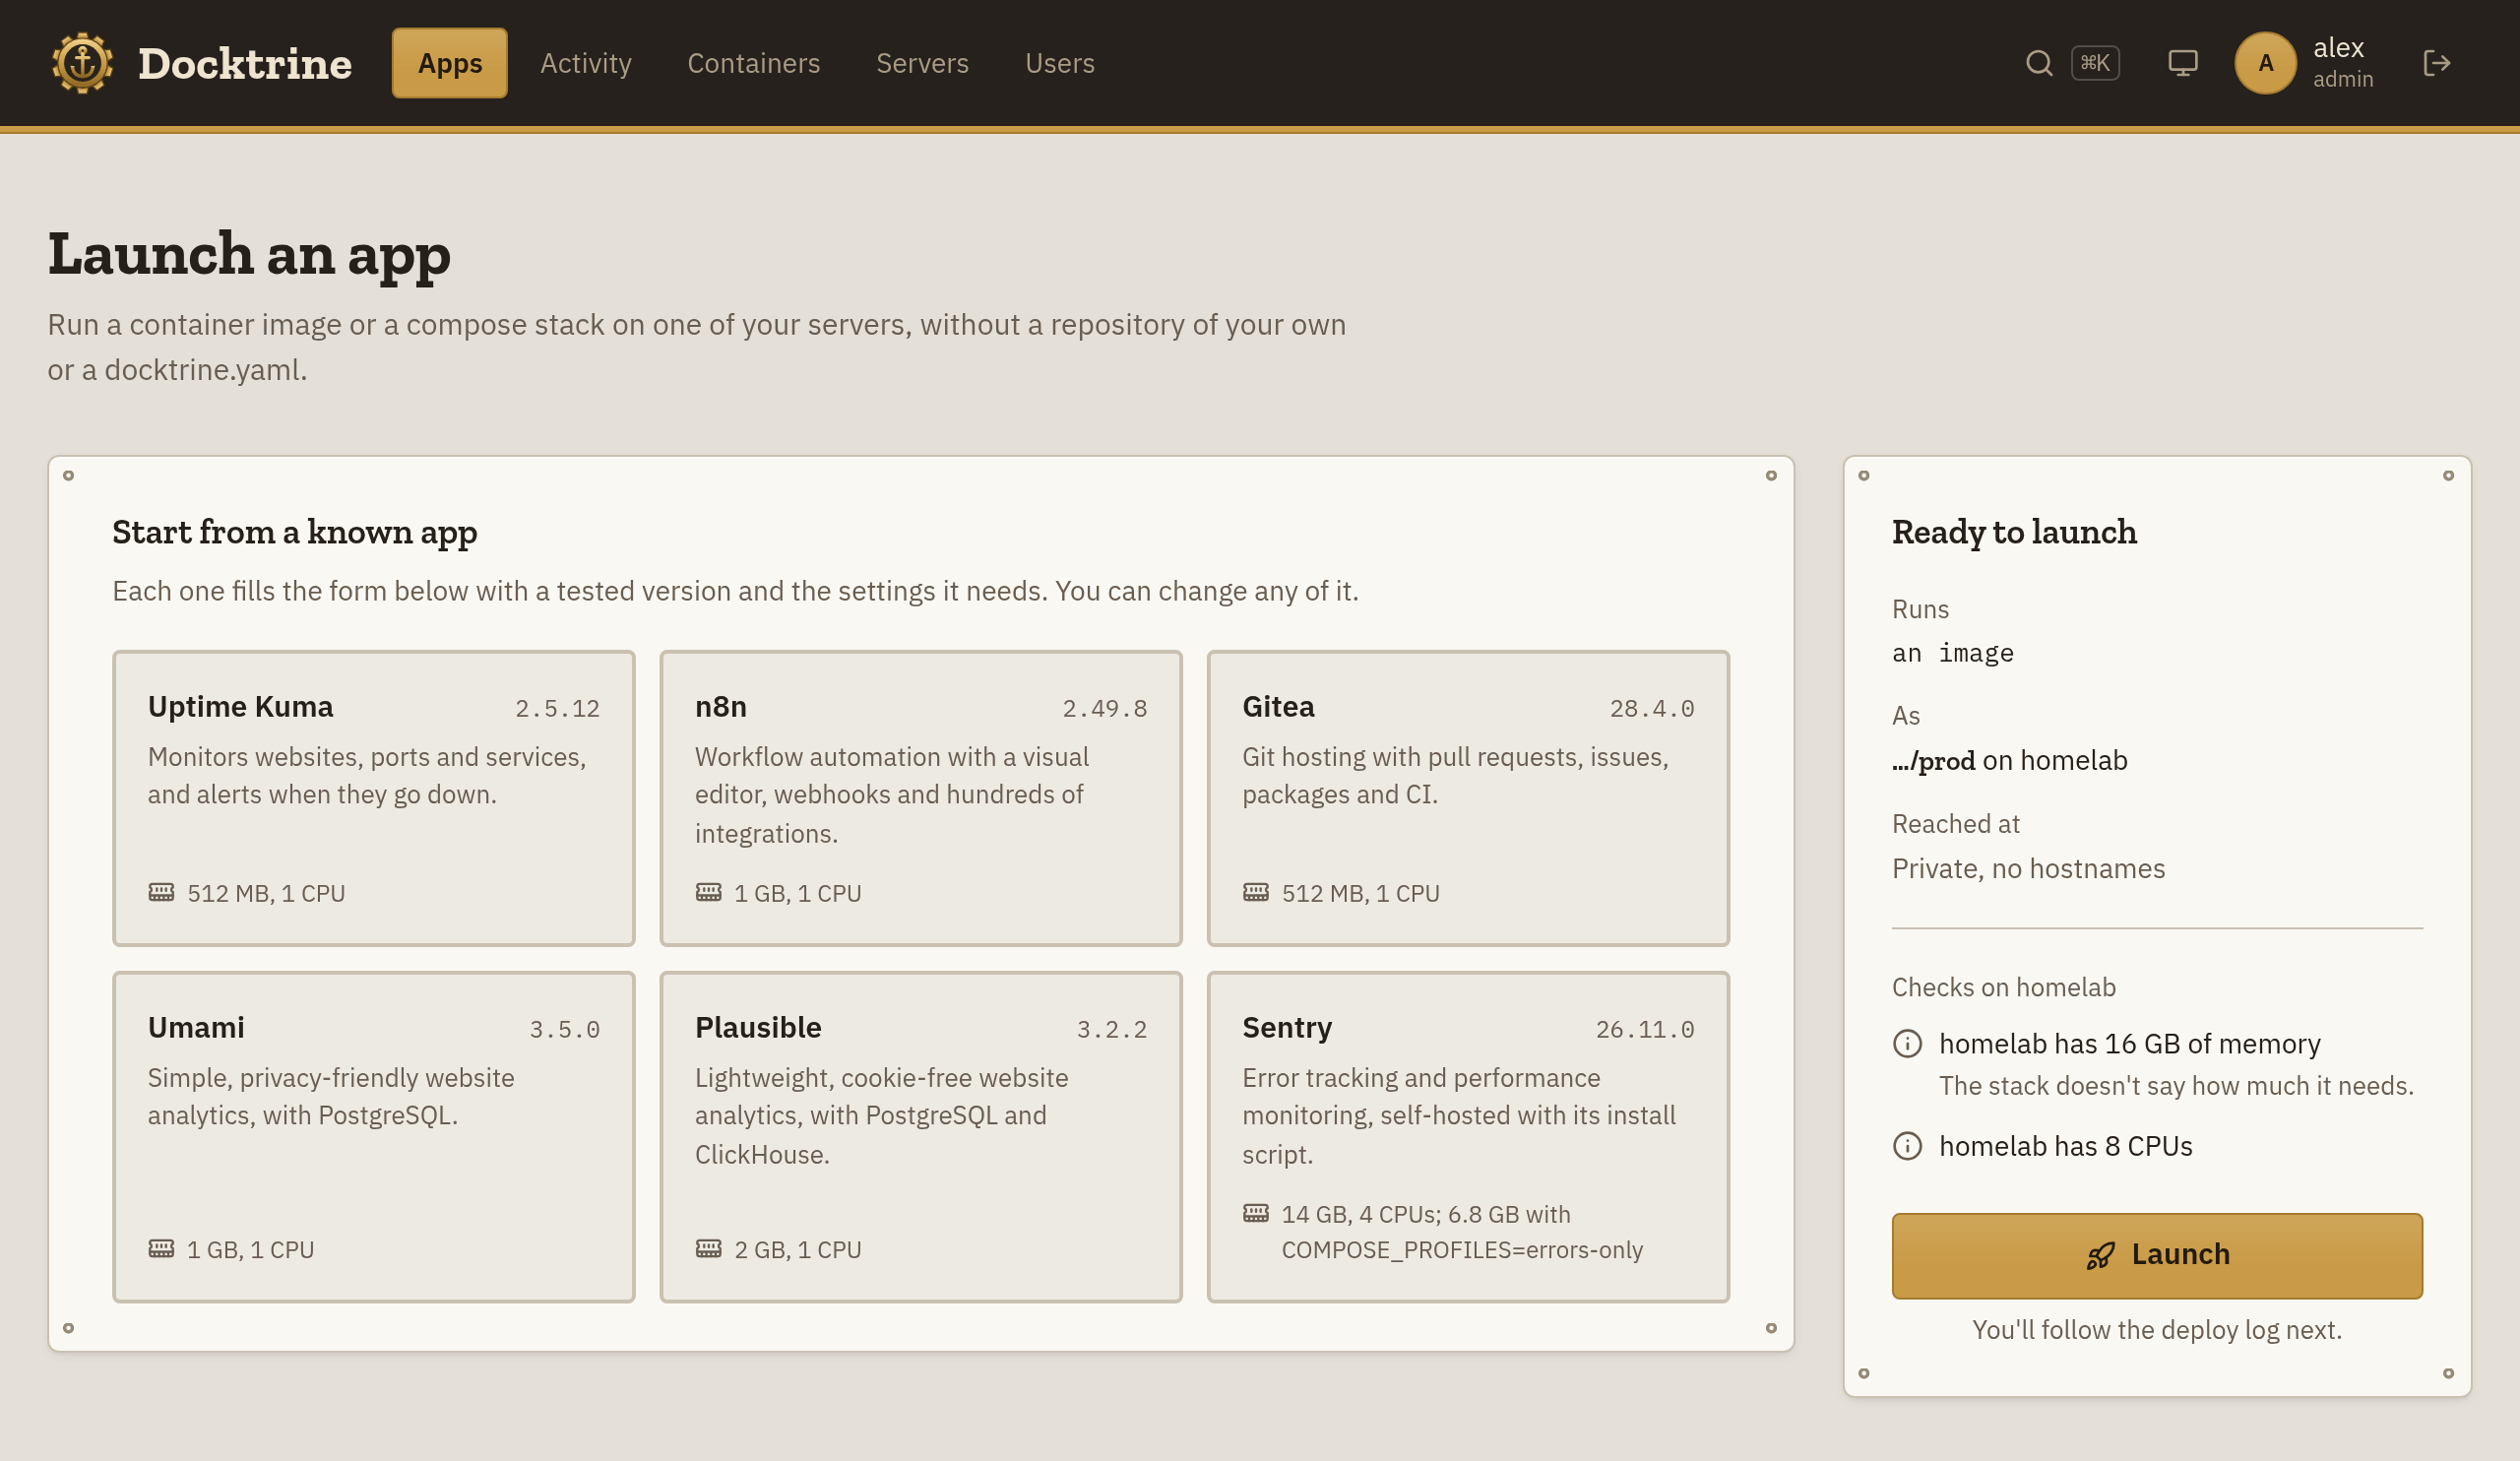 Docktrine
Apps
Activity
Containers
Servers
Users
⌘K
A
alex
admin
Launch an app
Run a container image or a compose stack on one of your servers, without a repository of your own
or a docktrine.yaml.
Start from a known app
Each one fills the form below with a tested version and the settings it needs. You can change any of it.
Uptime Kuma 2.5.12
Monitors websites, ports and services,
and alerts when they go down.
512 MB, 1 CPU
n8n 2.49.8
Workflow automation with a visual
editor, webhooks and hundreds of
integrations.
1 GB, 1 CPU
Gitea 28.4.0
Git hosting with pull requests, issues,
packages and CI.
512 MB, 1 CPU
Umami 3.5.0
Simple, privacy-friendly website
analytics, with PostgreSQL.
1 GB, 1 CPU
Plausible 3.2.2
Lightweight, cookie-free website
analytics, with PostgreSQL and
ClickHouse.
2 GB, 1 CPU
Sentry 26.11.0
Error tracking and performance
monitoring, self-hosted with its install
script.
14 GB, 4 CPUs; 6.8 GB with
COMPOSE_PROFILES=errors-only
Ready to launch
Runs
an image
As
…/prod on homelab
Reached at
Private, no hostnames
Checks on homelab
homelab has 16 GB of memory
The stack doesn't say how much it needs.
homelab has 8 CPUs
Launch
You'll follow the deploy log next.